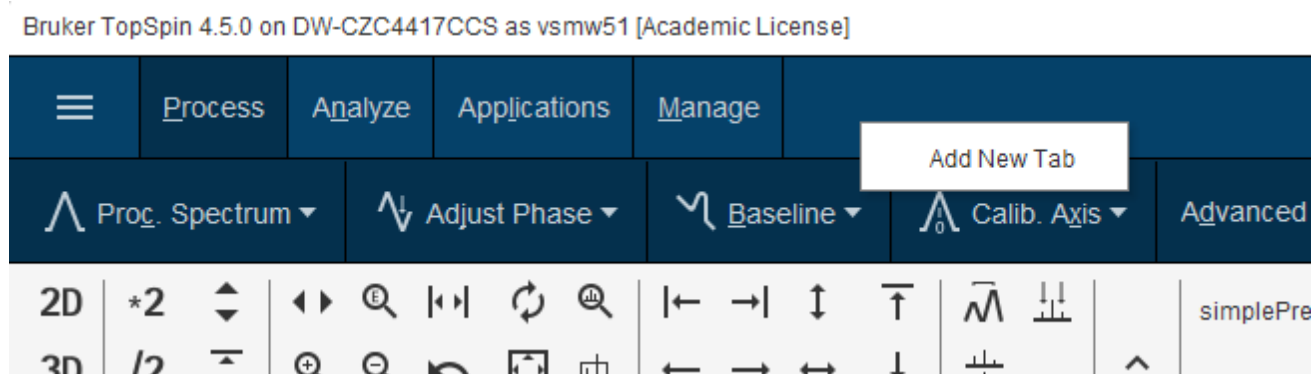 Bruker TopSpin 4.5.0 on DW-CZC4417CCS as vsmw51 [Academic License]
Process Analyze Applications Manage
Add New Tab
Proc. Spectrum Adjust Phase Baseline Calib. Axis Advanced
2D *2 E simplePre
3D /2